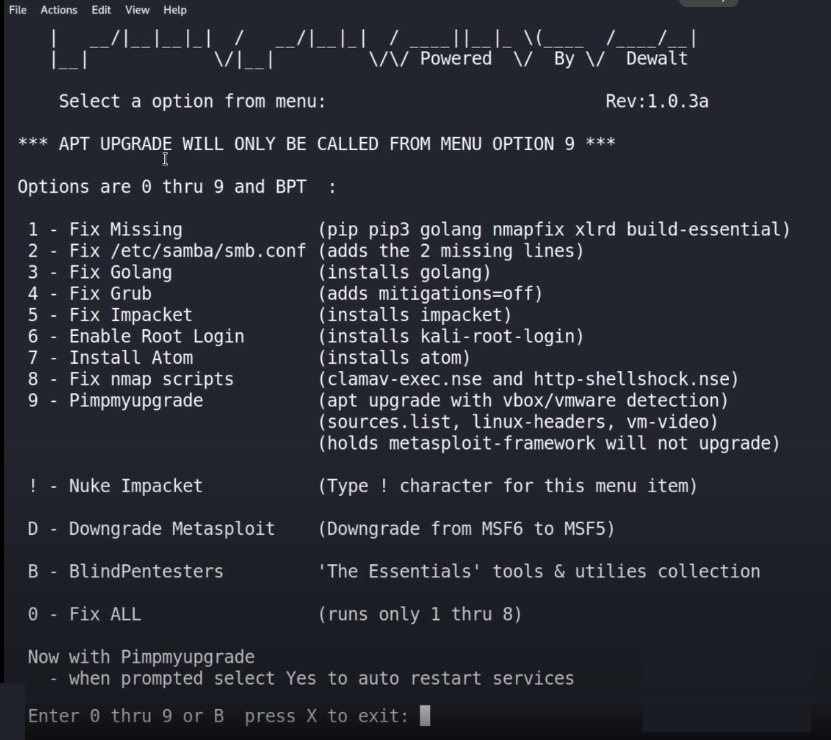 File Actions Edit View Help
|   __/|__|__|_|  /   __/|__|_|  / ____||__|_ \(____  /____/__|
|__|            \/|__|         \/\/ Powered  \/  By \/  Dewalt
Select a option from menu:                           Rev:1.0.3a
*** APT UPGRADE WILL ONLY BE CALLED FROM MENU OPTION 9 ***
Options are 0 thru 9 and BPT  :
1 - Fix Missing             (pip pip3 golang nmapfix xlrd build-essential)
2 - Fix /etc/samba/smb.conf (adds the 2 missing lines)
3 - Fix Golang              (installs golang)
4 - Fix Grub                (adds mitigations=off)
5 - Fix Impacket            (installs impacket)
6 - Enable Root Login       (installs kali-root-login)
7 - Install Atom            (installs atom)
8 - Fix nmap scripts        (clamav-exec.nse and http-shellshock.nse)
9 - Pimpmyupgrade           (apt upgrade with vbox/vmware detection)
(sources.list, linux-headers, vm-video)
(holds metasploit-framework will not upgrade)
! - Nuke Impacket           (Type ! character for this menu item)
D - Downgrade Metasploit    (Downgrade from MSF6 to MSF5)
B - BlindPentesters         'The Essentials' tools & utilies collection
0 - Fix ALL                 (runs only 1 thru 8)
Now with Pimpmyupgrade
- when prompted select Yes to auto restart services
Enter 0 thru 9 or B  press X to exit: